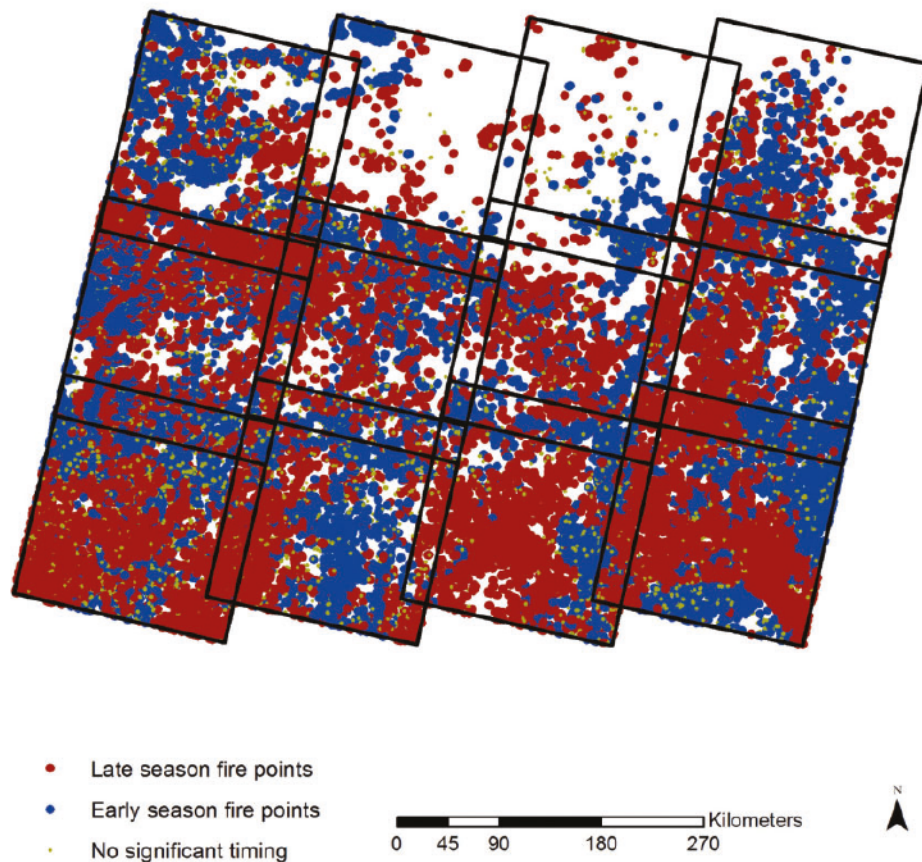 Late season fire points
Early season fire points
No significant timing
Kilometers
0 45 90 180 270
N